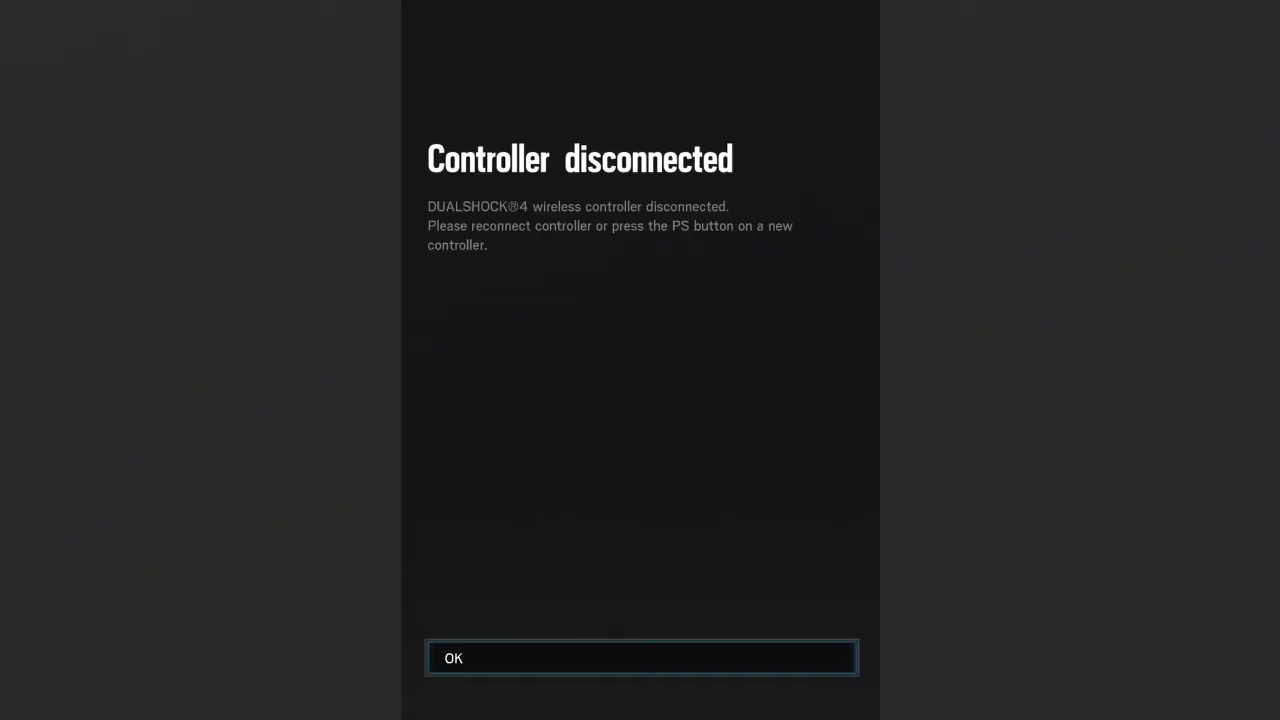 Controller disconnected
DUALSHOCK®4 wireless controller disconnected.
Please reconnect controller or press the PS button on a new
controller.
OK